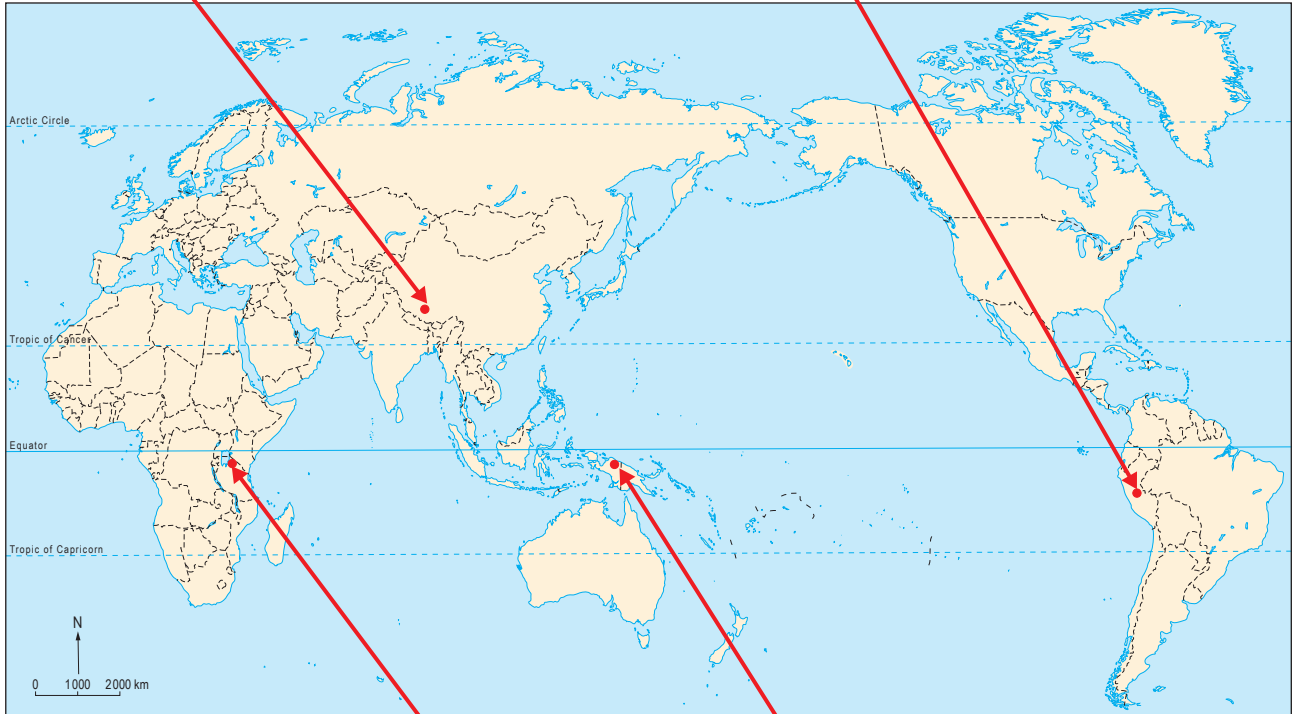 Arctic Circle
Tropic of Cancer
Equator
Tropic of Capricorn
N
0 1000 2000 km